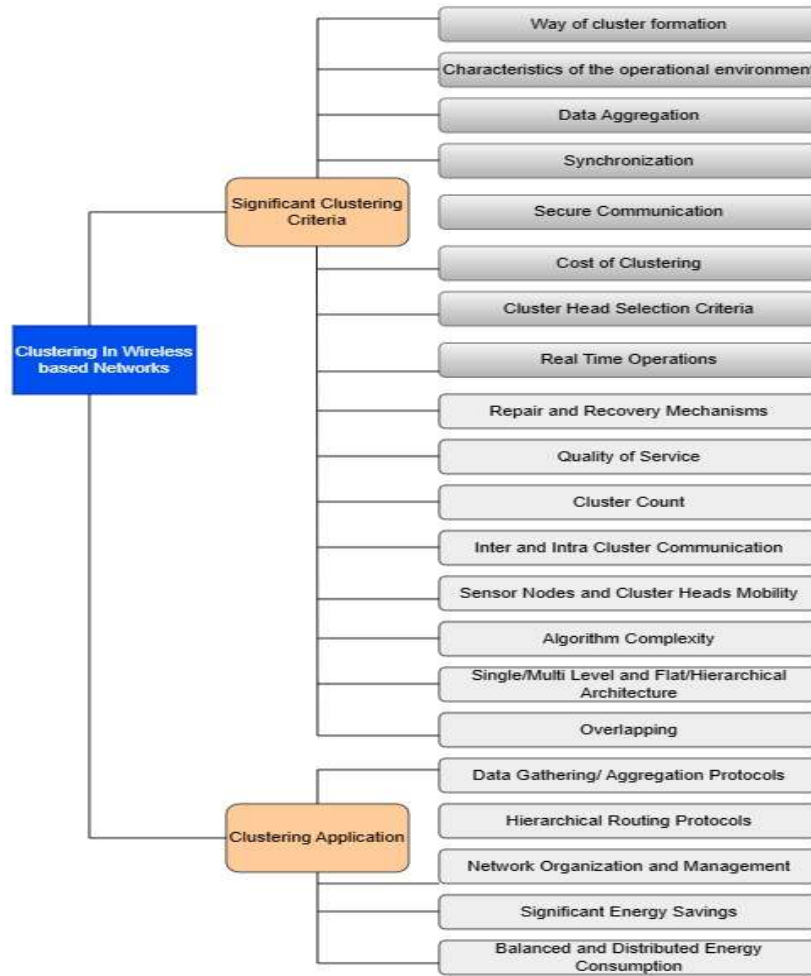 Way of cluster formation
Characteristics of the operational environment
Data Aggregation
Synchronization
Significant Clustering
Criteria
Secure Communication
Cost of Clustering
Cluster Head Selection Criteria
Clustering In Wireless
based Networks
Real Time Operations
Repair and Recovery Mechanisms
Quality of Service
Cluster Count
Inter and Intra Cluster Communication
Sensor Nodes and Cluster Heads Mobility
Algorithm Complexity
Single/Multi Level and Flat/Hierarchical
Architecture
Overlapping
Data Gathering/ Aggregation Protocols
Hierarchical Routing Protocols
Clustering Application
Network Organization and Management
Significant Energy Savings
Balanced and Distributed Energy
Consumption